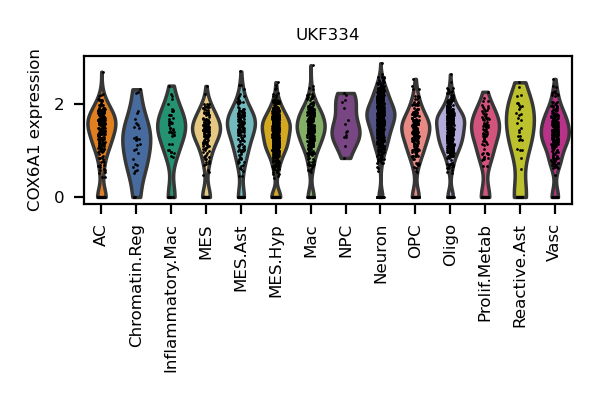 UKF334
COX6A1 expression
2
0
AC
Chromatin.Reg
Inflammatory.Mac
MES
MES.Ast
MES.Hyp
Mac
NPC
Neuron
OPC
Oligo
Prolif.Metab
Reactive.Ast
Vasc